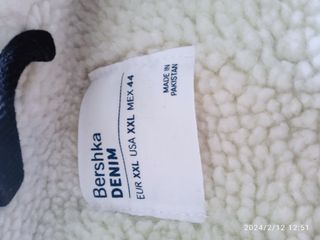 Bershka
DENIM
EUR XXL USA XXL MEX 44
MADE IN
PAKISTAN
2024/2/12 12:51